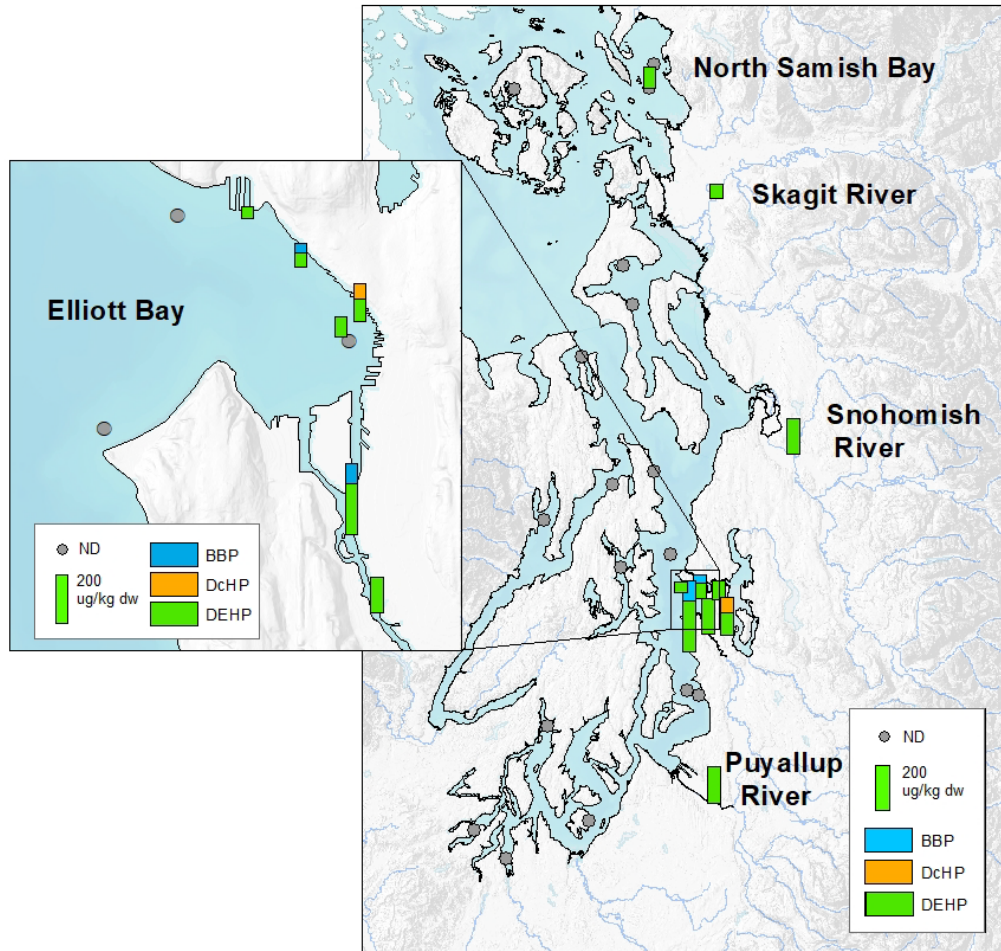 North Samish Bay
Skagit River
Elliott Bay
Snohomish
River
ND
200
ug/kg dw
BBP
DcHP
DEHP
Puyallup
River
ND
200
ug/kg dw
BBP
DcHP
DEHP